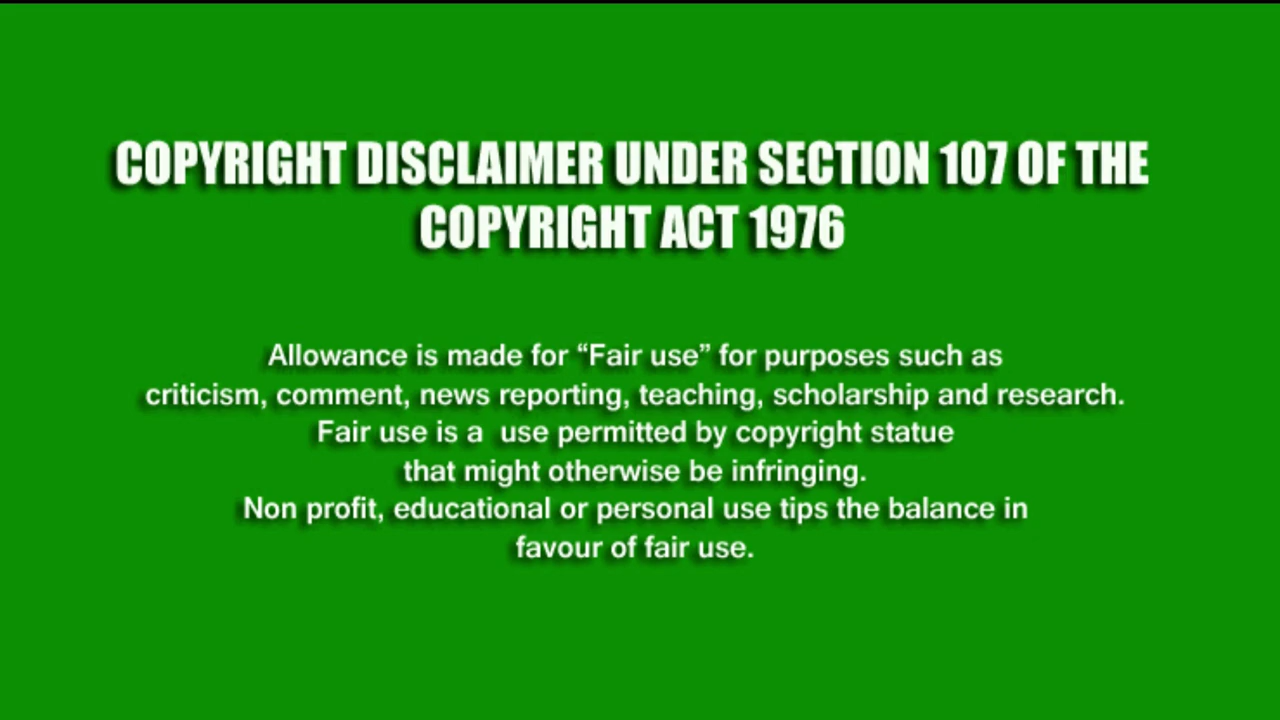 COPYRIGHT DISCLAIMER UNDER SECTION 107 OF THE
COPYRIGHT ACT 1976
Allowance is made for “Fair use” for purposes such as
criticism, comment, news reporting, teaching, scholarship and research.
Fair use is a  use permitted by copyright statue
that might otherwise be infringing.
Non profit, educational or personal use tips the balance in
favour of fair use.